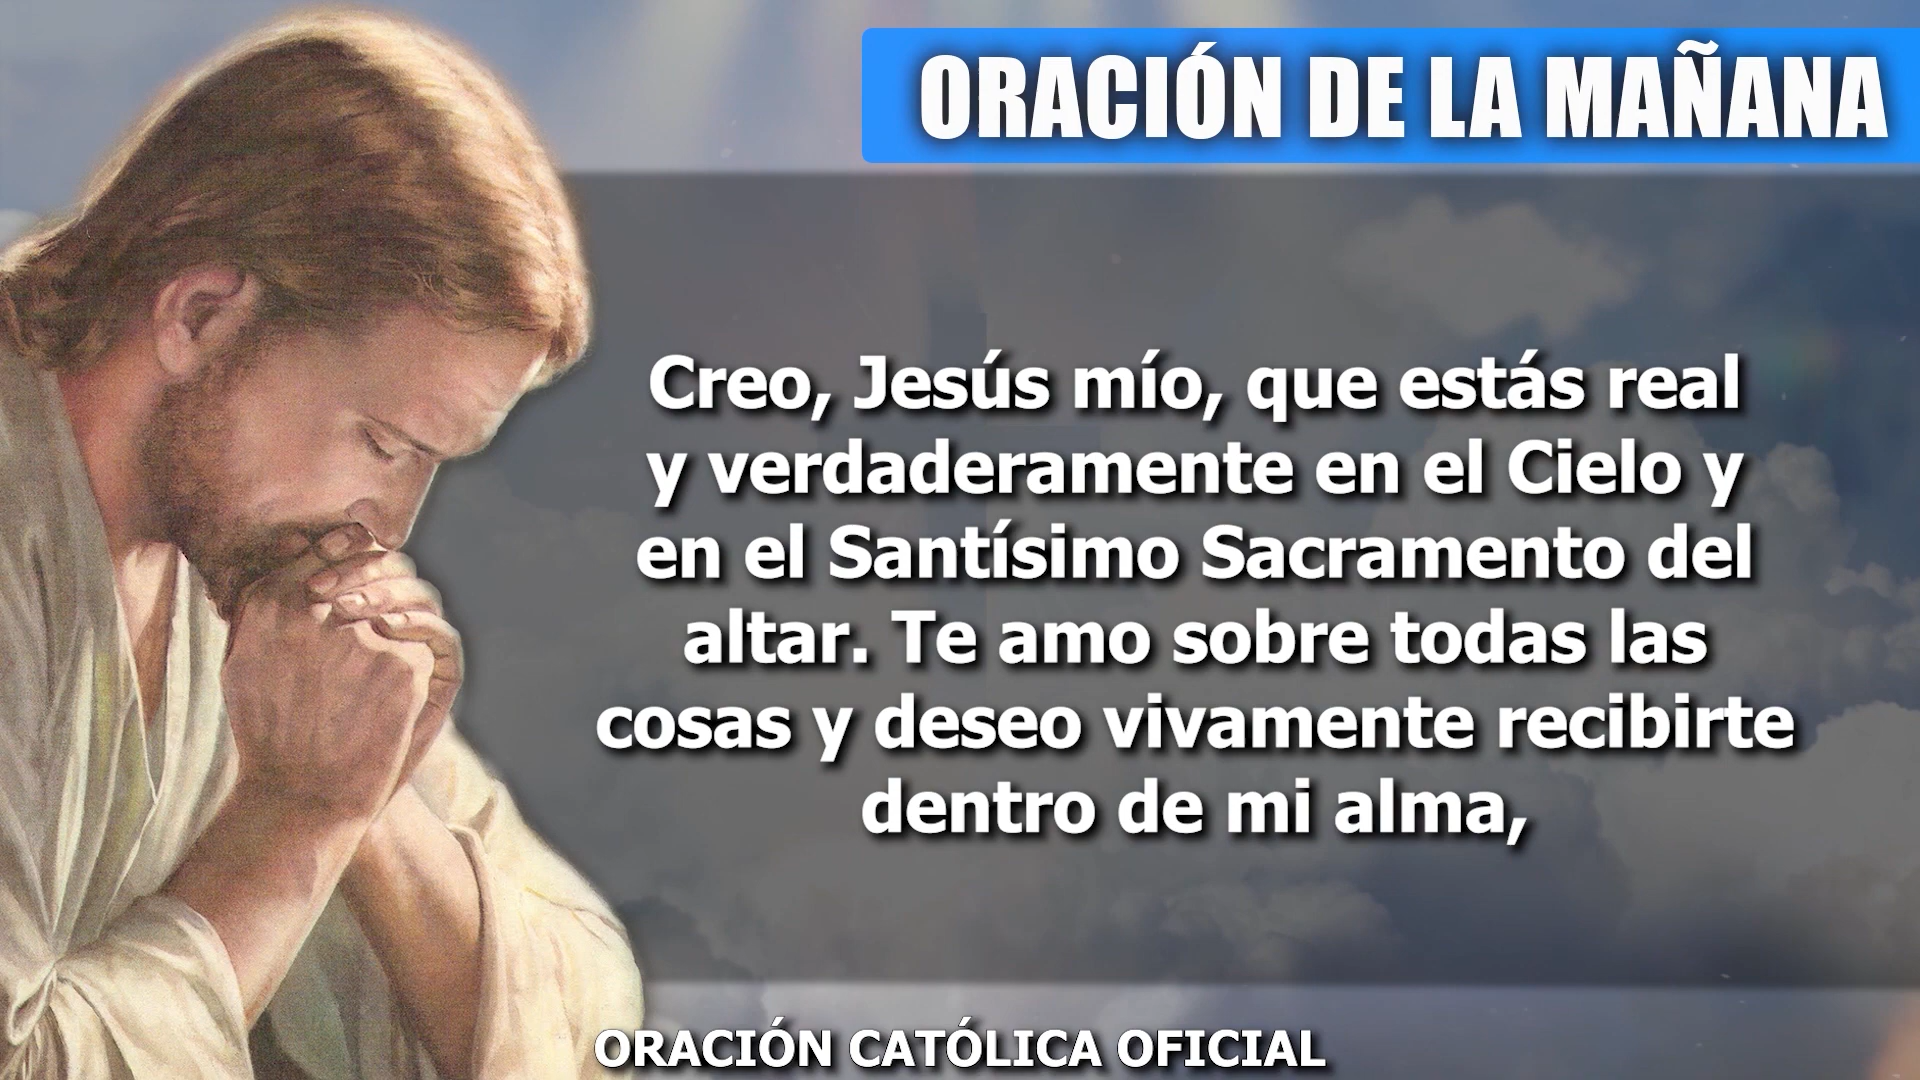 ORACIÓN DE LA MAÑANA
Creo, Jesús mío, que estás real
y verdaderamente en el Cielo y
en el Santísimo Sacramento del
altar. Te amo sobre todas las
cosas y deseo vivamente recibirte
dentro de mi alma,
ORACIÓN CATÓLICA OFICIAL